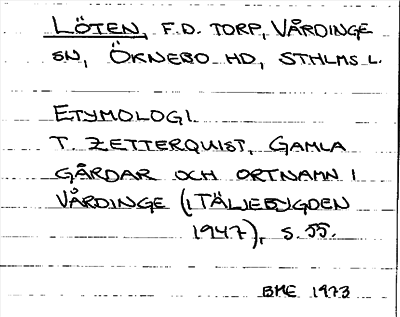 LÖTEN, F.D. TORP, VÅRDINGE
SN, ÖKNEBO HD, STHLMS L.
ETYMOLOGI
T. ZETTERQUIST, GAMLA
GÅRDAR OCH ORTNAMN I
VÅRDINGE (I TÄLJEBYGDEN
1947), S. 55.
BME 1973